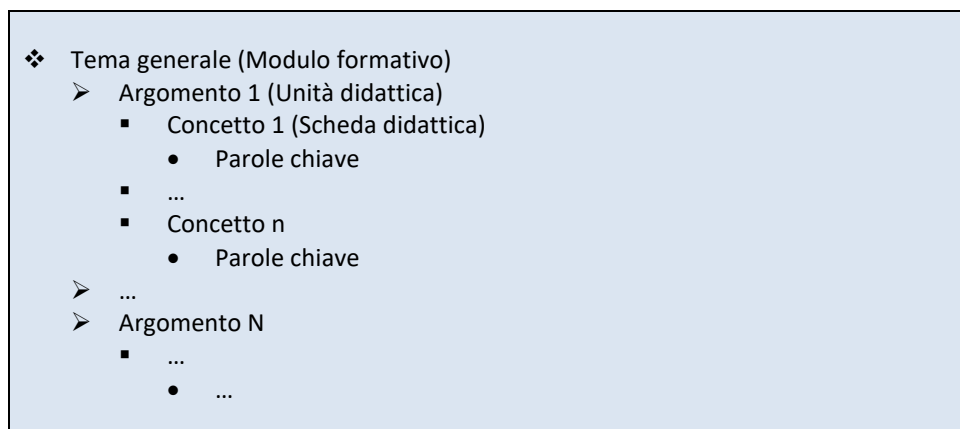 ❖ Tema generale (Modulo formativo)
➢ Argomento 1 (Unità didattica)
▪ Concetto 1 (Scheda didattica)
• Parole chiave
▪ …
▪ Concetto n
• Parole chiave
➢ …
➢ Argomento N
▪ …
• …